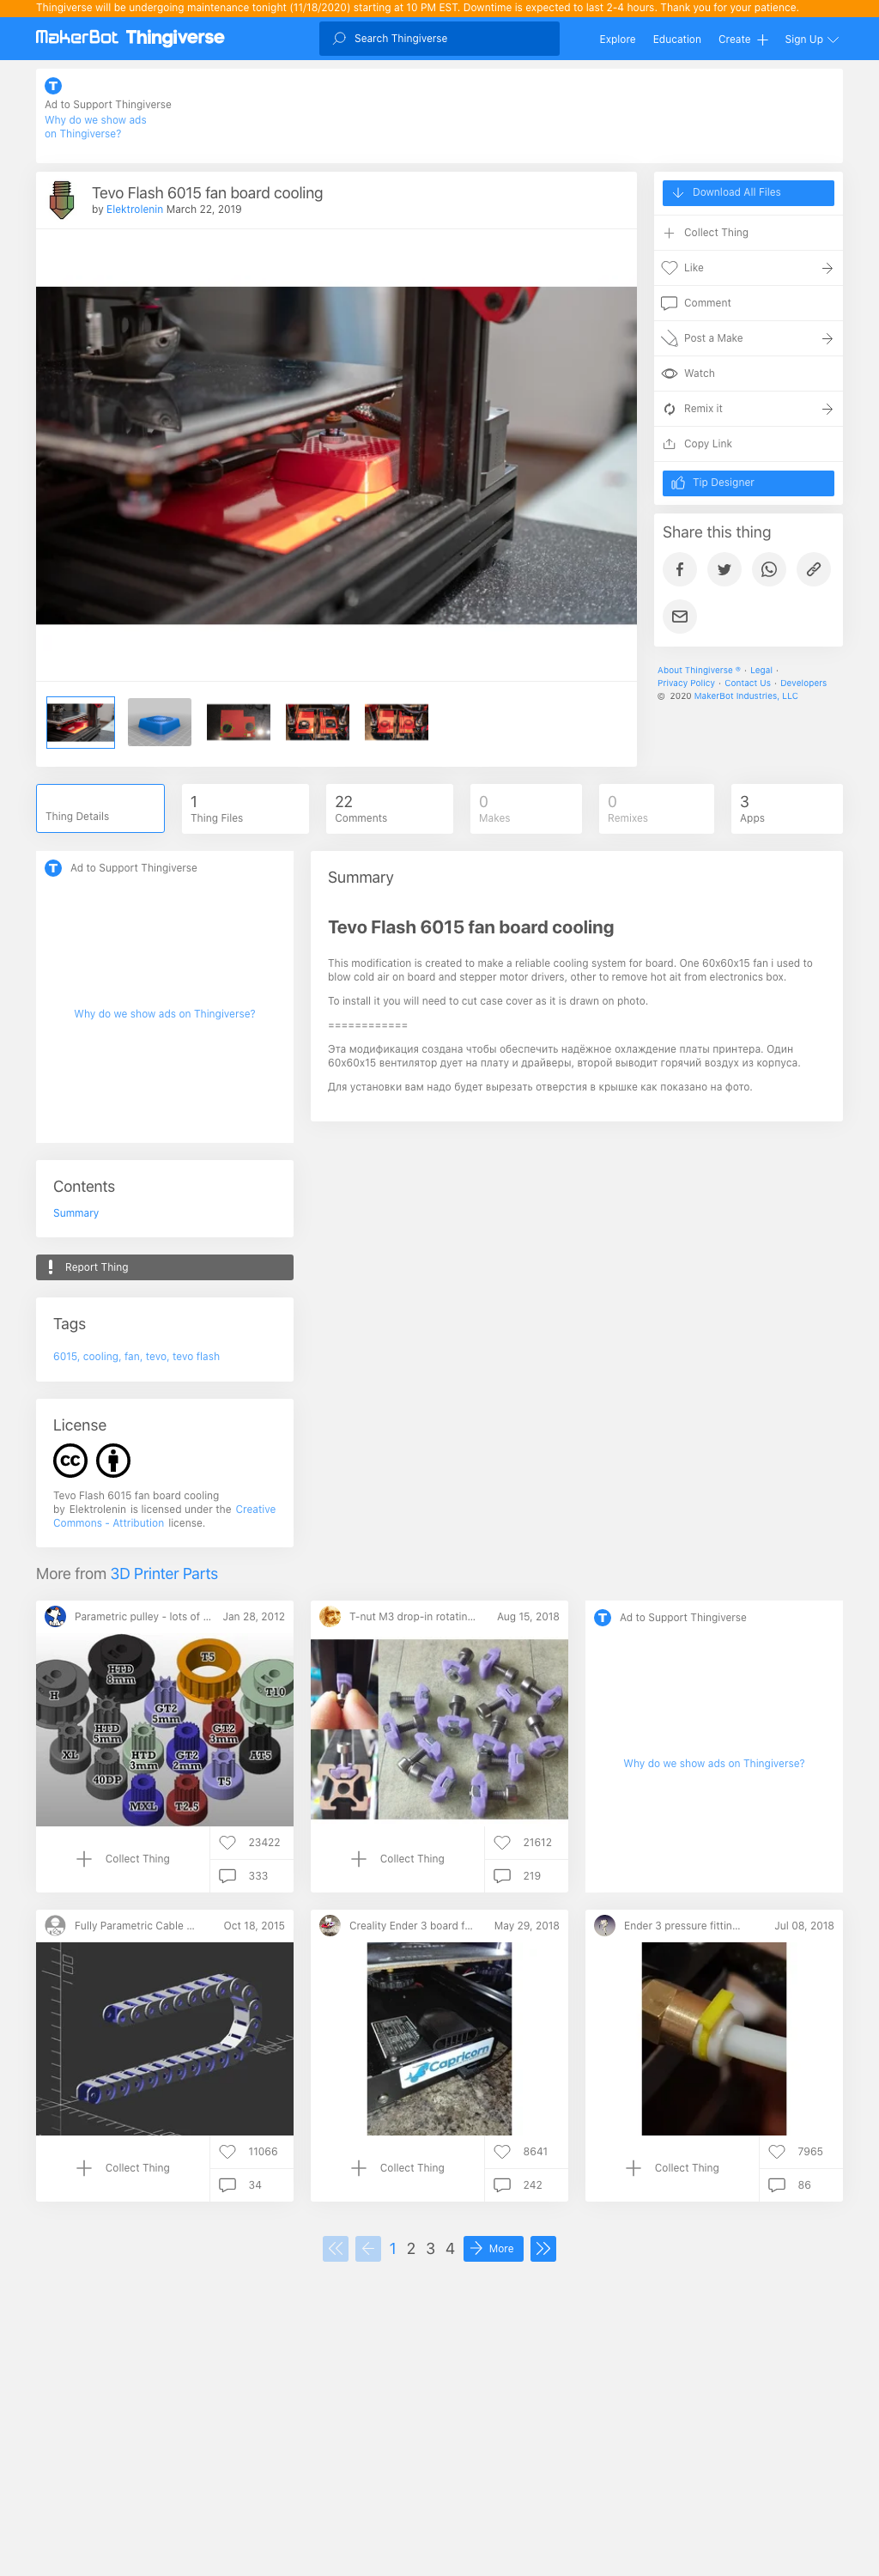 Thingiverse will be undergoing maintenance tonight (11/18/2020) starting at 10 PM EST. Downtime is expected to last 2-4 hours. Thank you for your patience.
MakerBot Thingiverse
Search Thingiverse
Explore
Education
Create
Sign Up
Ad to Support Thingiverse
Why do we show ads
on Thingiverse?
Tevo Flash 6015 fan board cooling
by Elektrolenin March 22, 2019
Download All Files
Collect Thing
Like
Comment
Post a Make
Watch
Remix it
Copy Link
Tip Designer
Share this thing
About Thingiverse ® · Legal ·
Privacy Policy · Contact Us · Developers
© 2020 MakerBot Industries, LLC
Thing Details
1
Thing Files
22
Comments
0
Makes
0
Remixes
3
Apps
Ad to Support Thingiverse
Why do we show ads on Thingiverse?
Summary
Tevo Flash 6015 fan board cooling
This modification is created to make a reliable cooling system for board. One 60x60x15 fan i used to
blow cold air on board and stepper motor drivers, other to remove hot ait from electronics box.
To install it you will need to cut case cover as it is drawn on photo.
============
Эта модификация создана чтобы обеспечить надёжное охлаждение платы принтера. Один
60x60x15 вентилятор дует на плату и драйверы, второй выводит горячий воздух из корпуса.
Для установки вам надо будет вырезать отверстия в крышке как показано на фото.
Contents
Summary
Report Thing
Tags
6015, cooling, fan, tevo, tevo flash
License
Tevo Flash 6015 fan board cooling
by Elektrolenin is licensed under the Creative
Commons - Attribution license.
More from 3D Printer Parts
Parametric pulley - lots of ...
Jan 28, 2012
HTD
8mm
T5
H
T10
GT2
5mm
HTD
5mm
GT2
3mm
XL
HTD
3mm
GT2
2mm
AT5
40DP
T5
MXL
T2.5
Collect Thing
23422
333
T-nut M3 drop-in rotatin...
Aug 15, 2018
Collect Thing
21612
219
Ad to Support Thingiverse
Why do we show ads on Thingiverse?
Fully Parametric Cable ...
Oct 18, 2015
Collect Thing
11066
34
Creality Ender 3 board f...
May 29, 2018
Capricorn
Collect Thing
8641
242
Ender 3 pressure fittin...
Jul 08, 2018
Collect Thing
7965
86
1
2
3
4
More